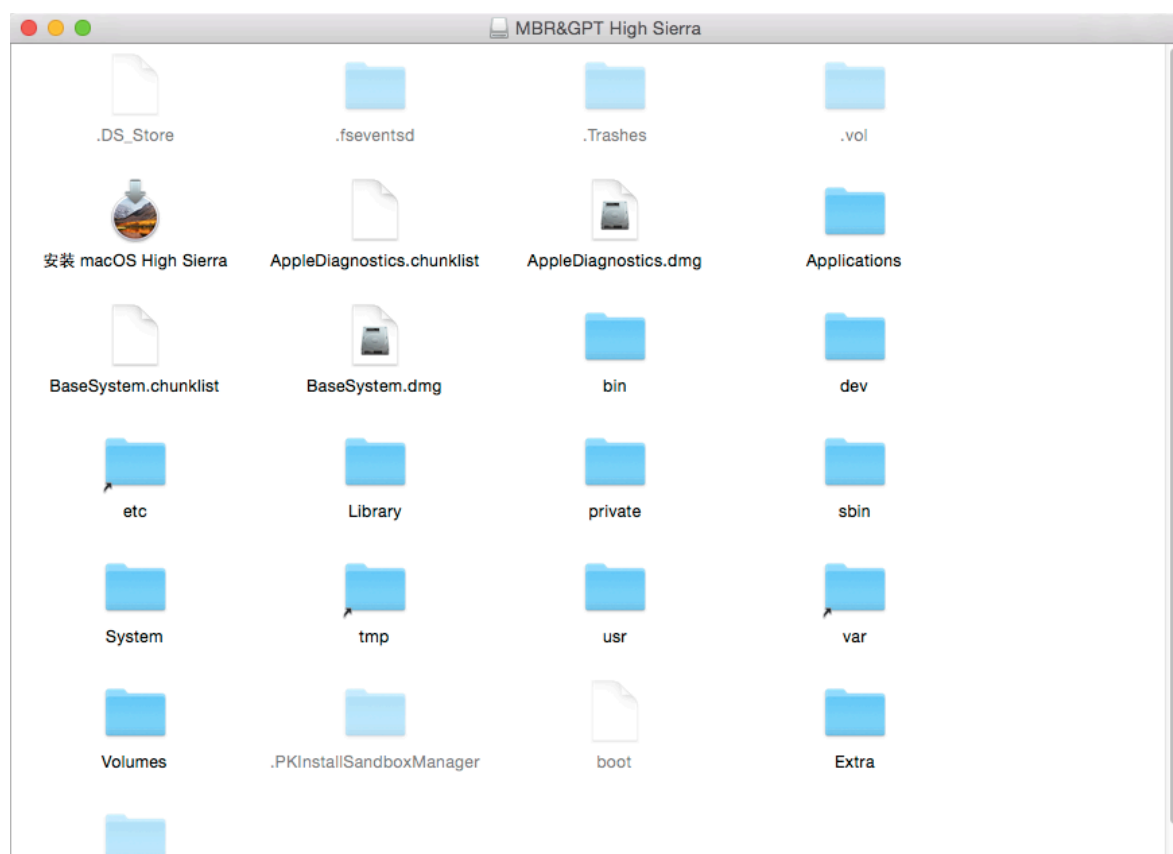 MBR&GPT High Sierra
.DS_Store
.fseventsd
.Trashes
.vol
安装 macOS High Sierra
AppleDiagnostics.chunklist
AppleDiagnostics.dmg
Applications
BaseSystem.chunklist
BaseSystem.dmg
bin
dev
etc
Library
private
sbin
System
tmp
usr
var
Volumes
.PKInstallSandboxManager
boot
Extra